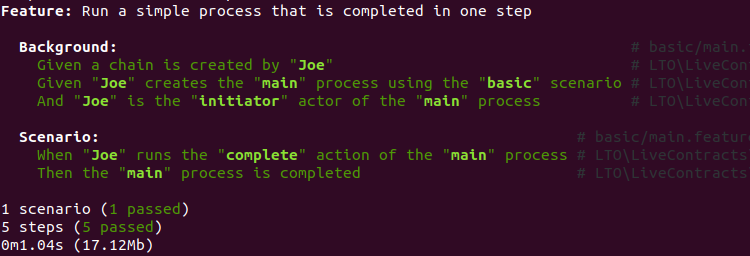 Feature: Run a simple process that is completed in one step
Background: # basic/main.
Given a chain is created by "Joe" # LTO\LiveContr
Given "Joe" creates the "main" process using the "basic" scenario # LTO\LiveCont
And "Joe" is the "initiator" actor of the "main" process # LTO\LiveCont
Scenario: # basic/main.feature
When "Joe" runs the "complete" action of the "main" process # LTO\LiveContracts
Then the "main" process is completed # LTO\LiveContracts
1 scenario (1 passed)
5 steps (5 passed)
0m1.04s (17.12Mb)